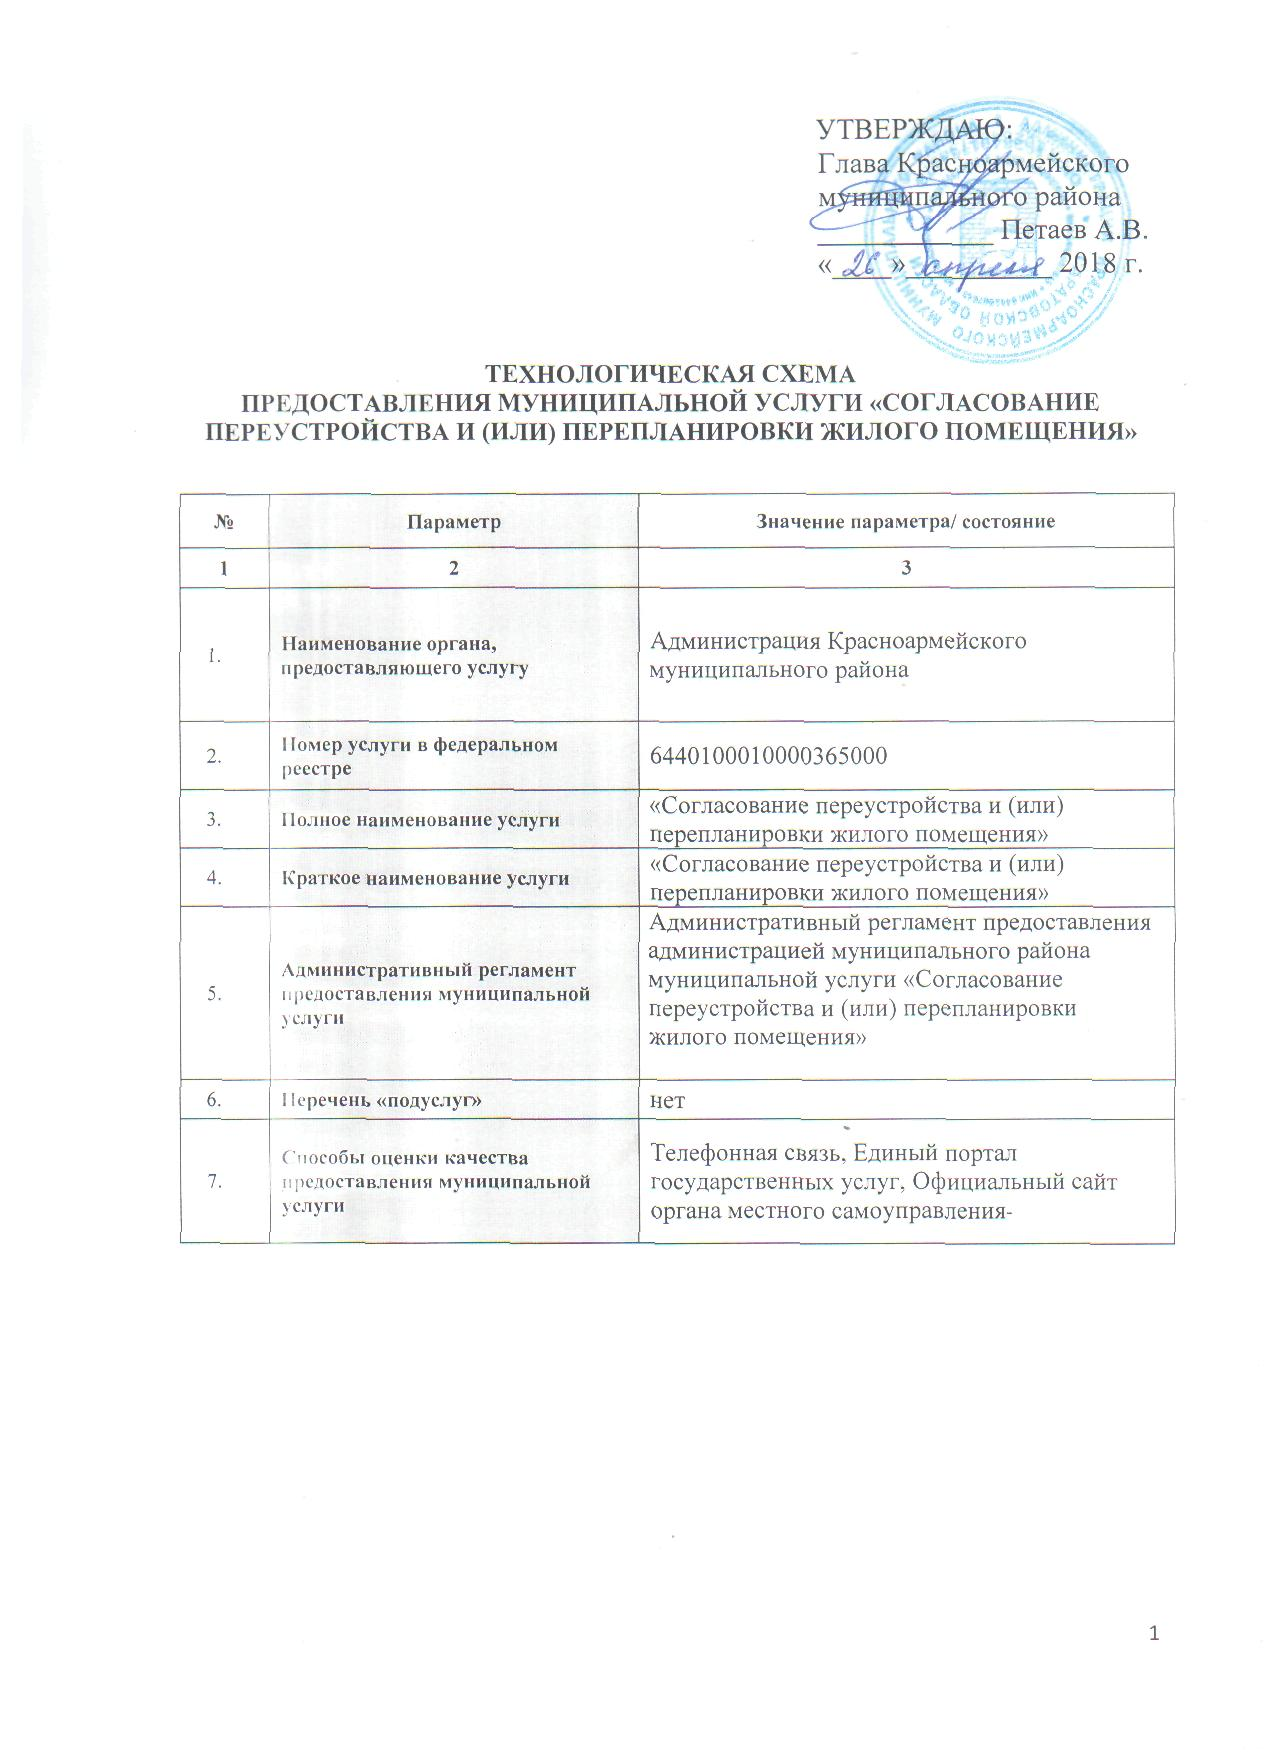 УТВЕРЖДАЮ:
Глава Красноармейского
муниципального района
____________ Петаев А.В.
«26» апреля 2018 г.
ТЕХНОЛОГИЧЕСКАЯ СХЕМА
ПРЕДОСТАВЛЕНИЯ МУНИЦИПАЛЬНОЙ УСЛУГИ «СОГЛАСОВАНИЕ
ПЕРЕУСТРОЙСТВА И (ИЛИ) ПЕРЕПЛАНИРОВКИ ЖИЛОГО ПОМЕЩЕНИЯ»
№ Параметр Значение параметра/ состояние
1 2 3
1.
Наименование органа,
предоставляющего услугу
Администрация Красноармейского
муниципального района
2.
Номер услуги в федеральном
реестре
6440100010000365000
3.
Полное наименование услуги
«Согласование переустройства и (или)
перепланировки жилого помещения»
4.
Краткое наименование услуги
«Согласование переустройства и (или)
перепланировки жилого помещения»
5.
Административный регламент
предоставления муниципальной
услуги
Административный регламент предоставления
администрацией муниципального района
муниципальной услуги «Согласование
переустройства и (или) перепланировки
жилого помещения»
6.
Перечень «подуслуг»
нет
7.
Способы оценки качества
предоставления муниципальной
услуги
Телефонная связь, Единый портал
государственных услуг, Официальный сайт
органа местного самоуправления-
1